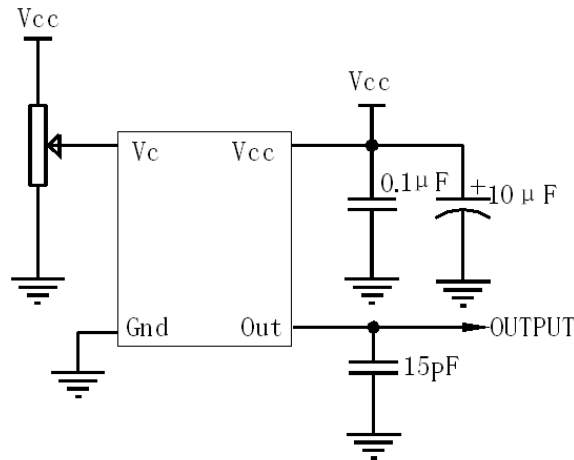 Vcc
Vcc
Vc
Vcc
0.1μF
+10μF
Gnd
Out
OUTPUT
15pF